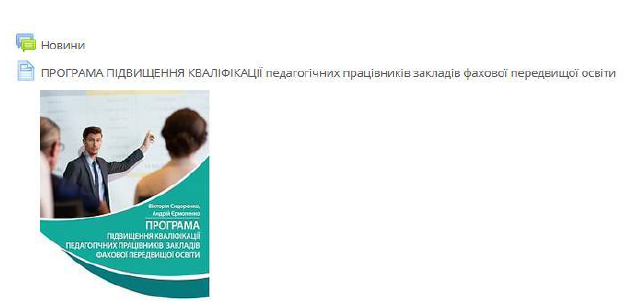 Новини
ПРОГРАМА ПІДВИЩЕННЯ КВАЛІФІКАЦІЇ педагогічних працівників закладів фахової передвищої освіти
Вікторія Сидоренко,
Андрій Єрмоленко
ПРОГРАМА
ПІДВИЩЕННЯ КВАЛІФІКАЦІЇ
ПЕДАГОГІЧНИХ ПРАЦІВНИКІВ ЗАКЛАДІВ
ФАХОВОЇ ПЕРЕДВИЩОЇ ОСВІТИ